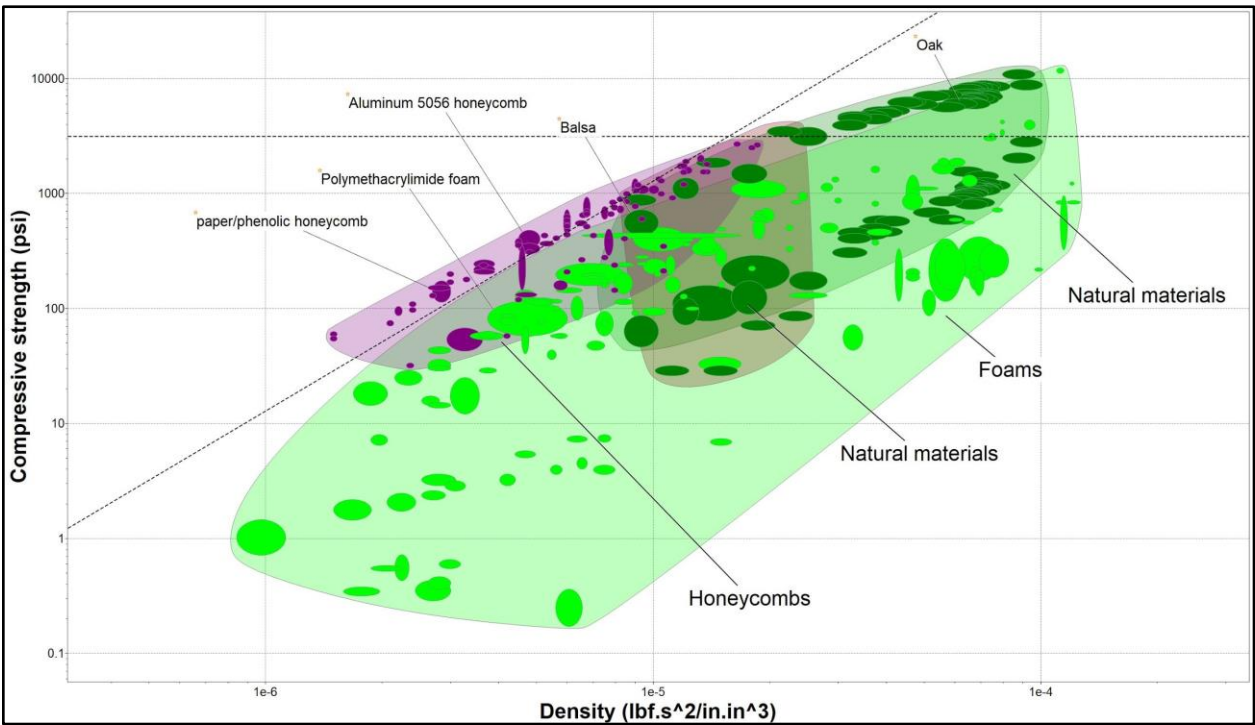 Compressive strength (psi)
10000
1000
100
10
1
0.1
Oak
Aluminum 5056 honeycomb
Balsa
Polymethacrylimide foam
paper/phenolic honeycomb
Natural materials
Foams
Natural materials
Honeycombs
1e-6
1e-5
1e-4
Density (lbf.s^2/in.in^3)